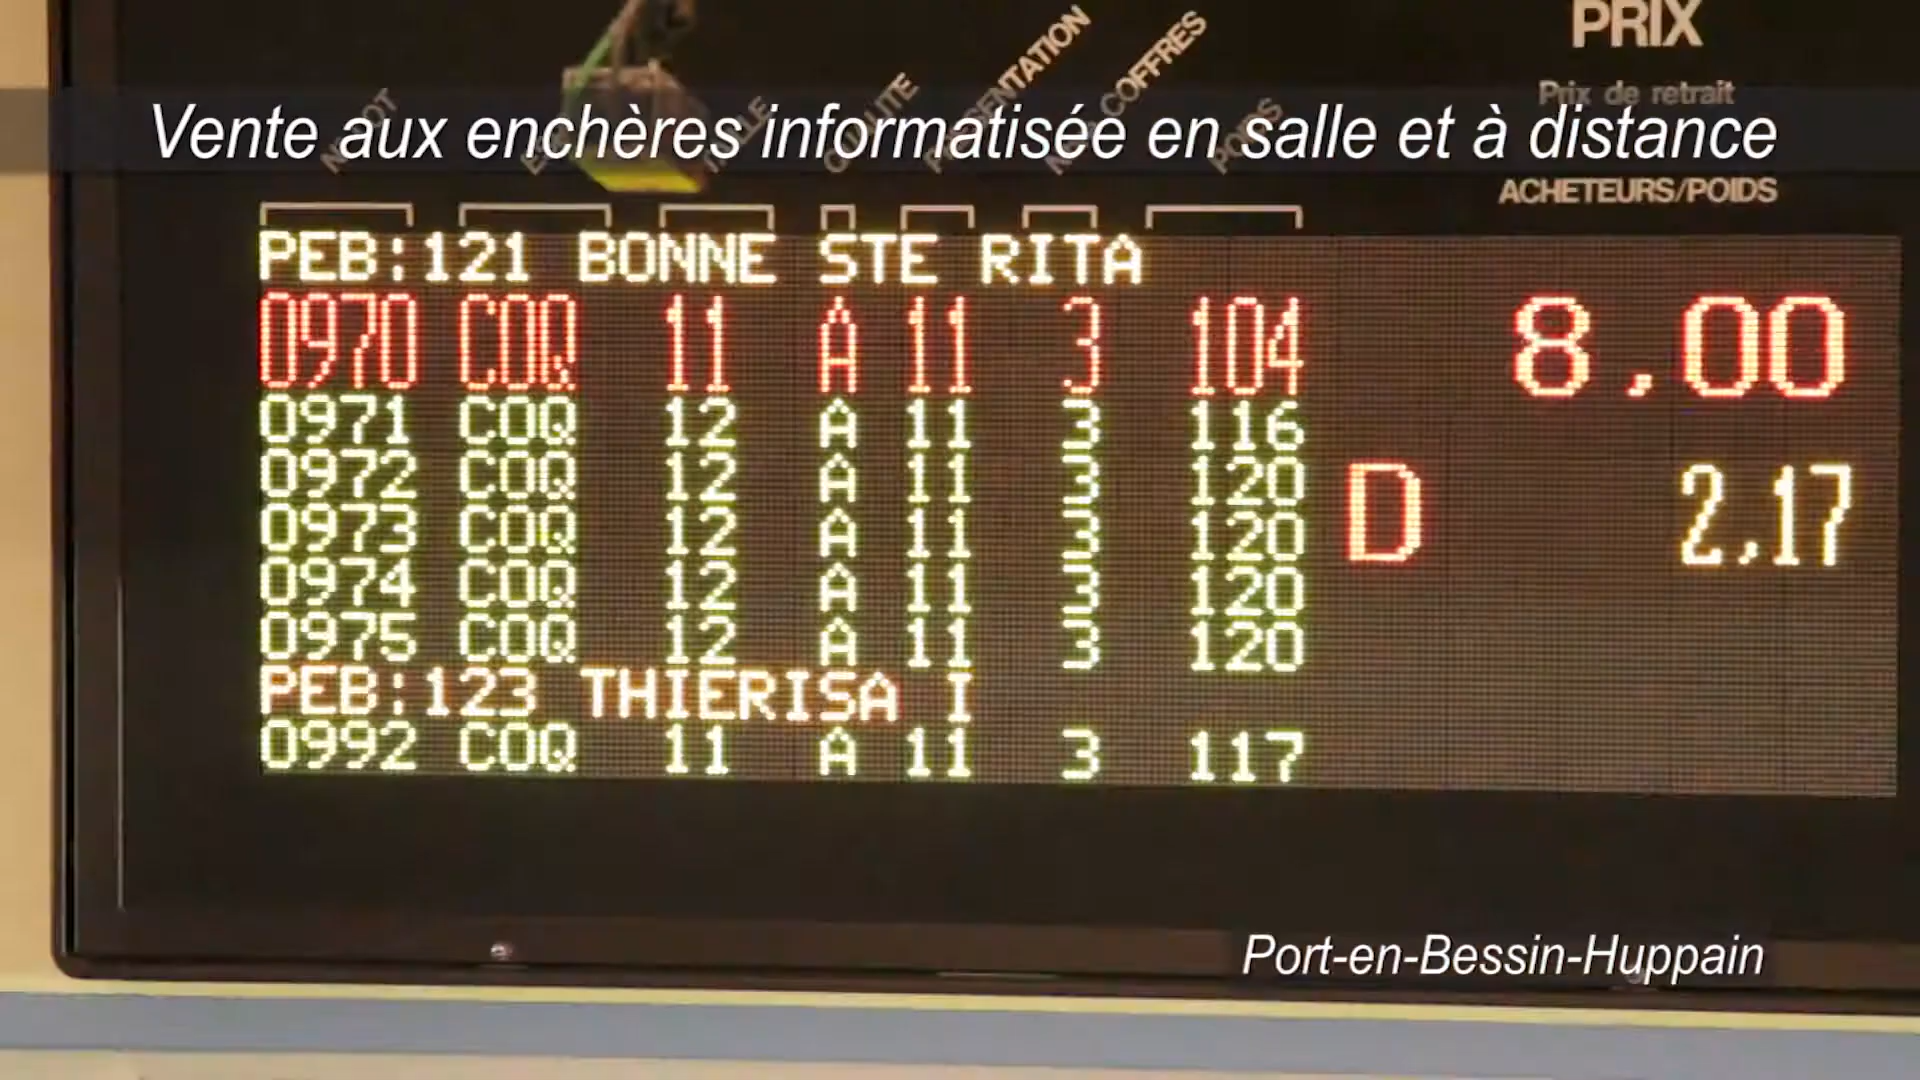 PRIX
Prix de retrait
Vente aux enchères informatisée en salle et à distance
ACHETEURS/POIDS
PEB:121 BONNE STE RITA
0970 COQ 11 A 11 3 104 8,00
0971 COQ 12 A 11 3 116
0972 COQ 12 A 11 3 120
0973 COQ 12 A 11 3 120 D 2,17
0974 COQ 12 A 11 3 120
0975 COQ 12 A 11 3 120
PEB:123 THIERISA I
0992 COQ 11 A 11 3 117
Port-en-Bessin-Huppain